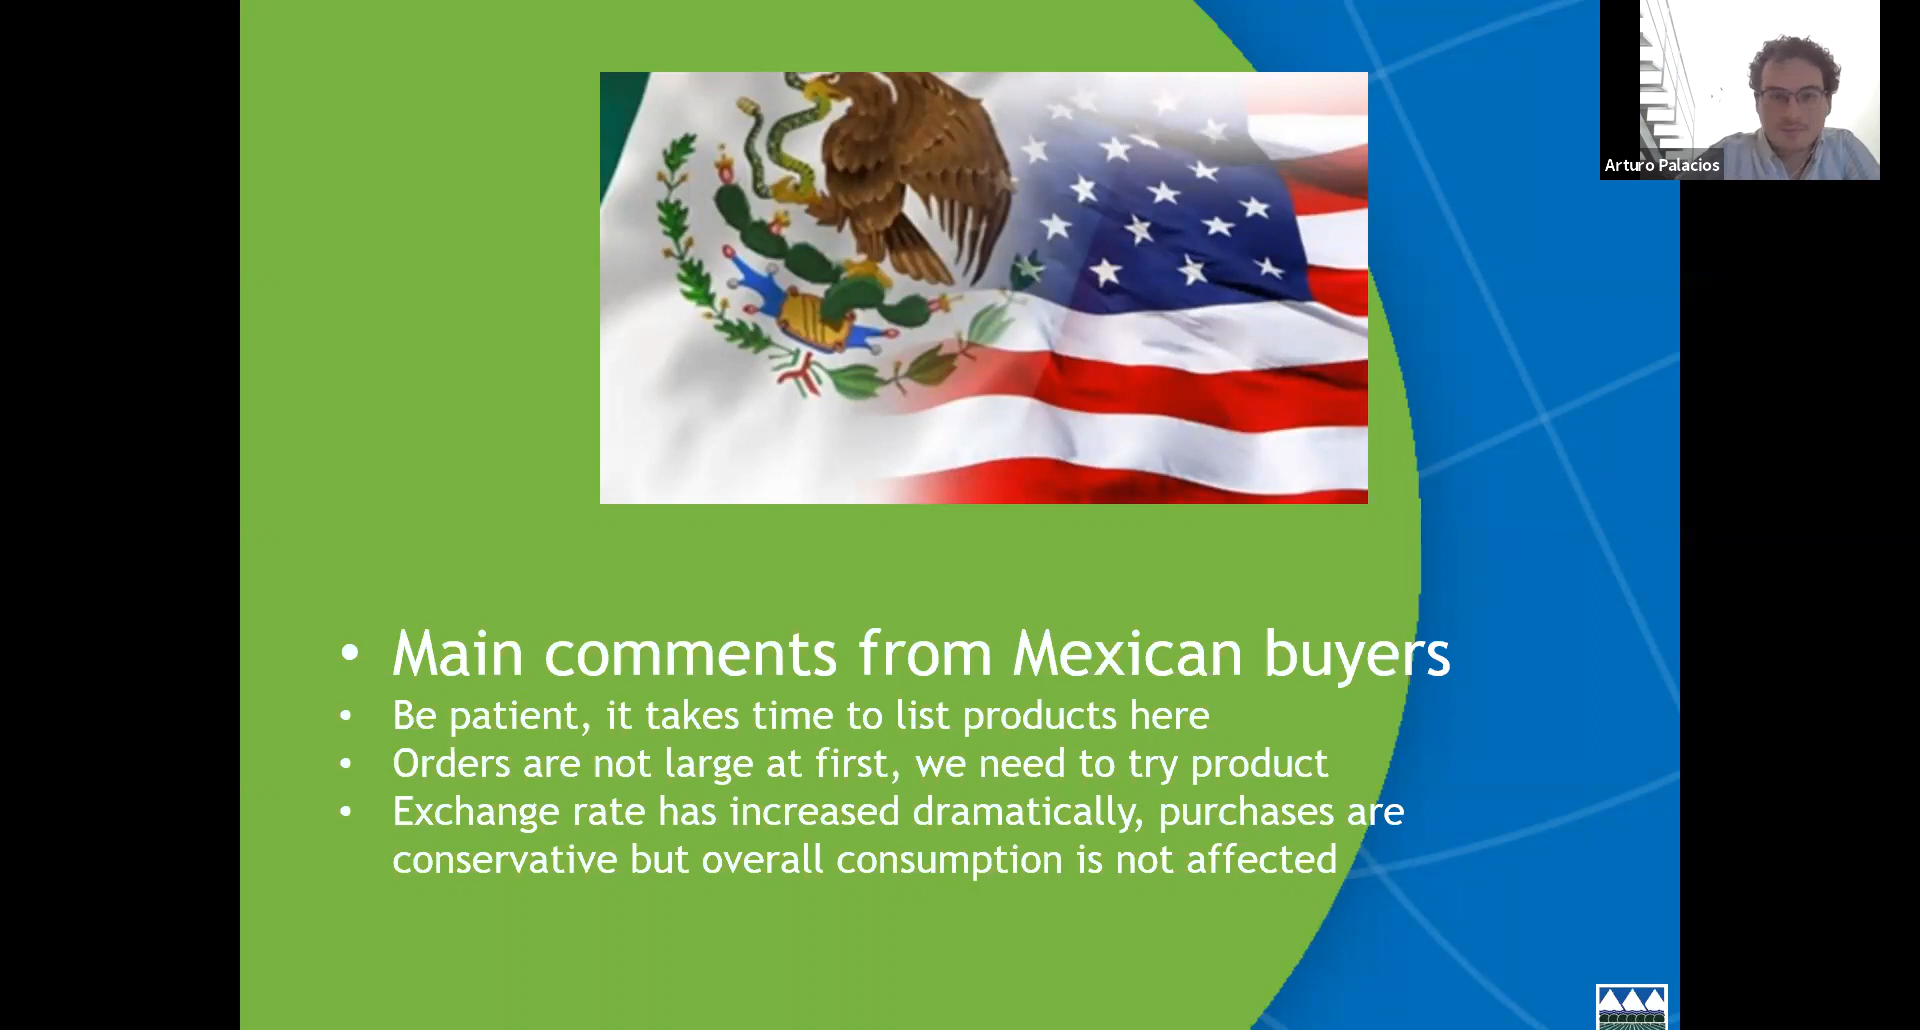 Arturo Palacios
• Main comments from Mexican buyers
• Be patient, it takes time to list products here
• Orders are not large at first, we need to try product
• Exchange rate has increased dramatically, purchases are
conservative but overall consumption is not affected